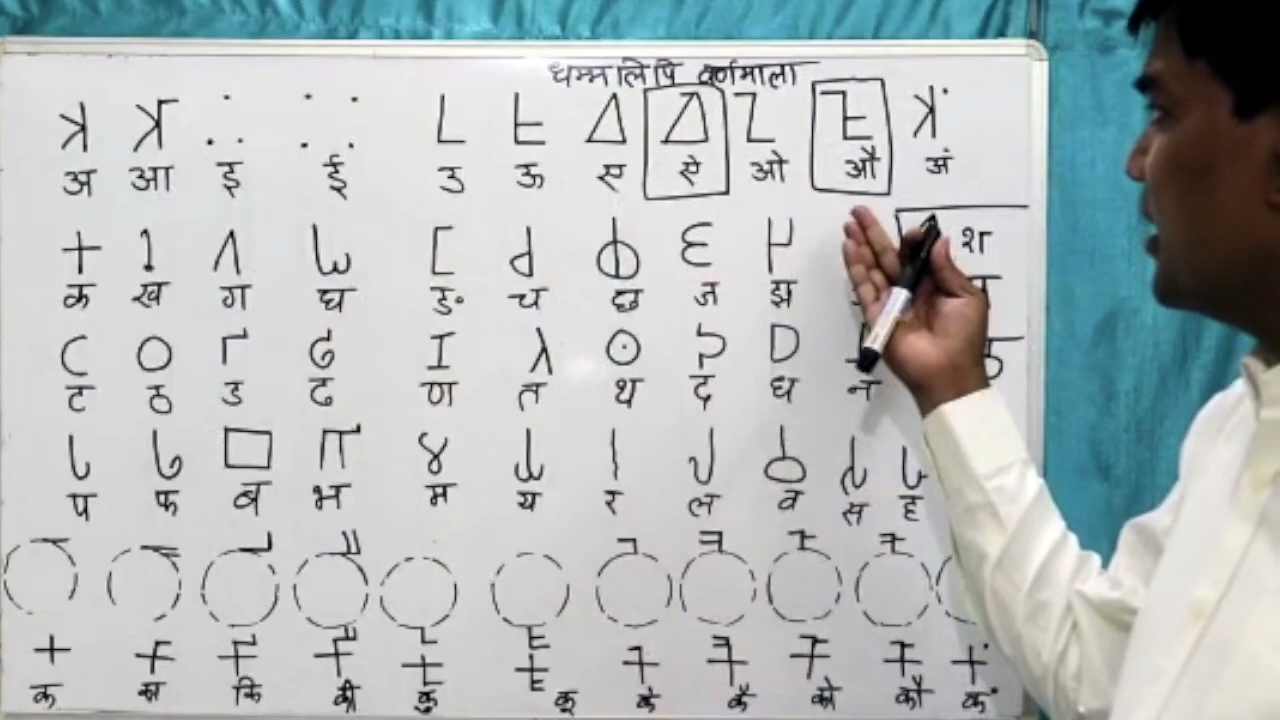 धम्मलिपि वर्णमाला
𑀅 𑀆 𑀇 𑀈 𑀉 𑀊 𑀏 𑀐 𑀑 𑀒 𑀅𑀁
अ आ इ ई उ ऊ ए ऐ ओ औ अं
𑀓 𑀔 𑀕 𑀖 𑀗 𑀘 𑀙 𑀚 𑀛 श
क ख ग घ ङ च छ ज झ
𑀝 𑀞 𑀟 𑀠 𑀡 𑀢 𑀣 𑀤 𑀥
ट ठ ड ढ ण त थ द ध न
𑀧 𑀨 𑀩 𑀪 𑀫 𑀬 𑀭 𑀮 𑀯 𑀲 𑀳
प फ ब भ म य र ल व स ह
𑀓 𑀓𑀸 𑀓𑀺 𑀓𑀻 𑀓𑀼 𑀓𑀽 𑀓𑁂 𑀓𑁃 𑀓𑁄 𑀓𑁅 𑀓𑀁
क का कि की कु कू के कै को कौ कं